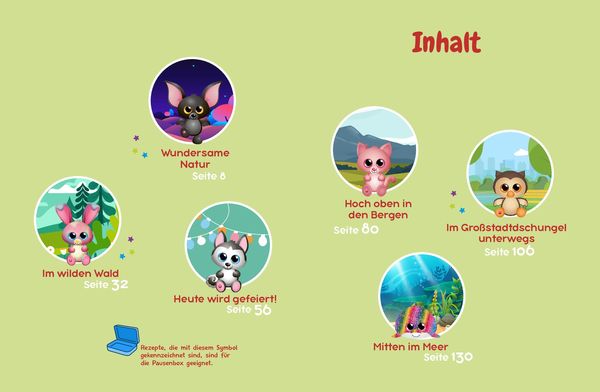 Inhalt
Wundersame
Natur
Seite 8
Im wilden Wald
Seite 32
Heute wird gefeiert!
Seite 56
Rezepte, die mit diesem Symbol
gekennzeichnet sind, sind für
die Pausenbox geeignet.
Hoch oben in
den Bergen
Seite 80
Im Großstadtdschungel
unterwegs
Seite 106
Mitten im Meer
Seite 130